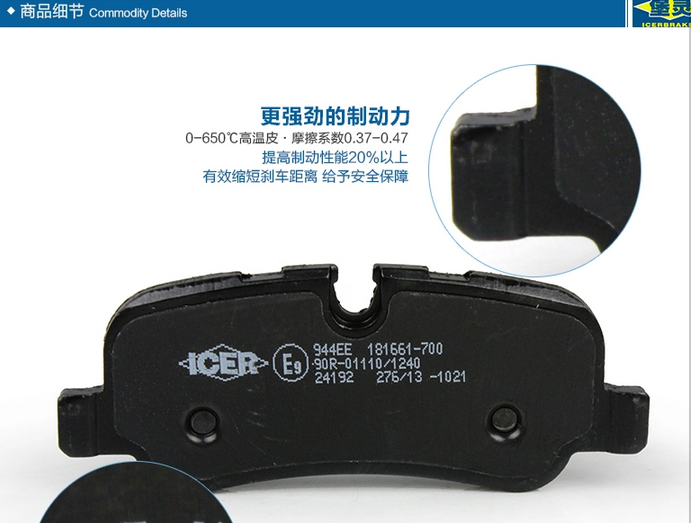 商品细节 Commodity Details
ICERBRAKE
更强劲的制动力
0-650℃高温皮·摩擦系数0.37-0.47
提高制动性能20%以上
有效缩短刹车距离 给予安全保障
ICER E9 944EE 181661-700
90R-01110/1240
24192 276/13 -1021